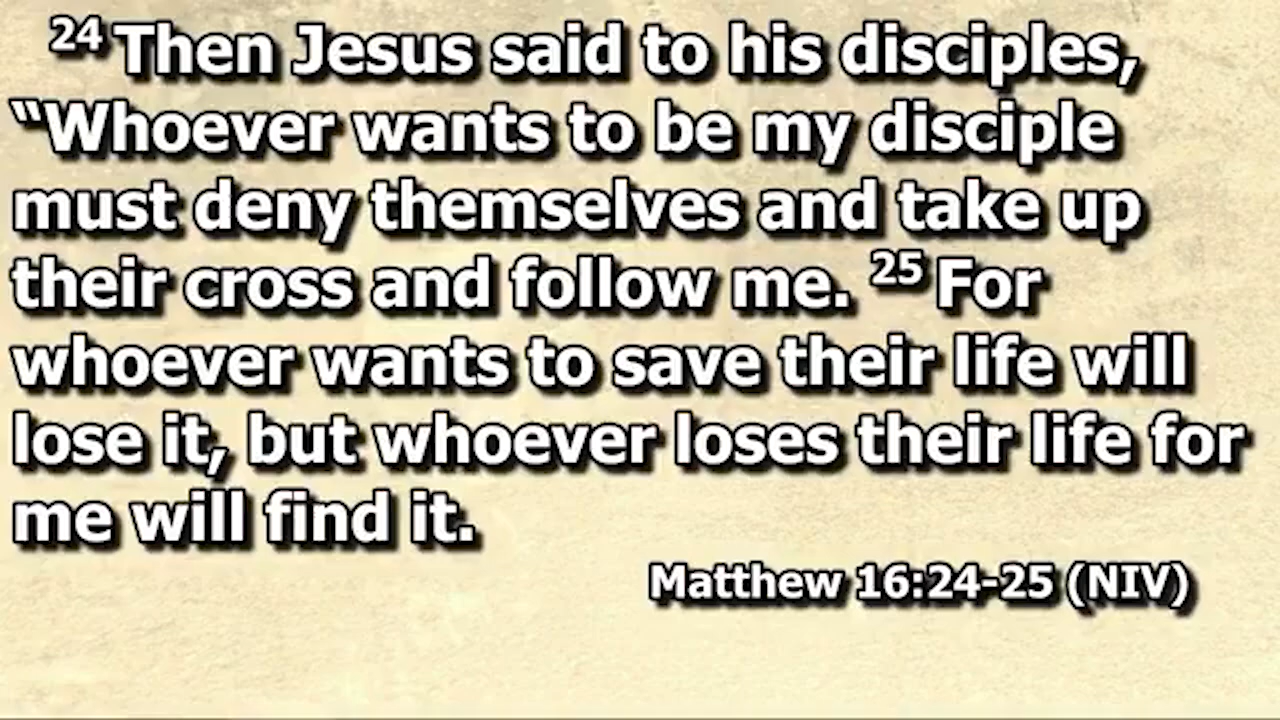 24 Then Jesus said to his disciples,
“Whoever wants to be my disciple
must deny themselves and take up
their cross and follow me. 25 For
whoever wants to save their life will
lose it, but whoever loses their life for
me will find it.
Matthew 16:24-25 (NIV)